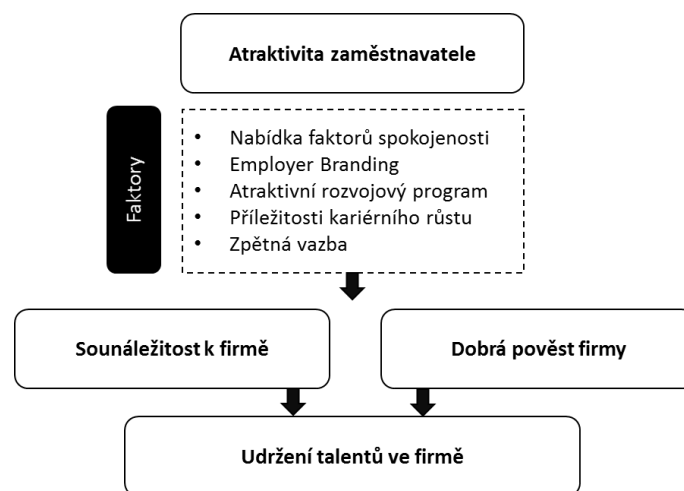 Atraktivita zaměstnavatele
Faktory
• Nabídka faktorů spokojenosti
• Employer Branding
• Atraktivní rozvojový program
• Příležitosti kariérního růstu
• Zpětná vazba
Sounáležitost k firmě
Dobrá pověst firmy
Udržení talentů ve firmě